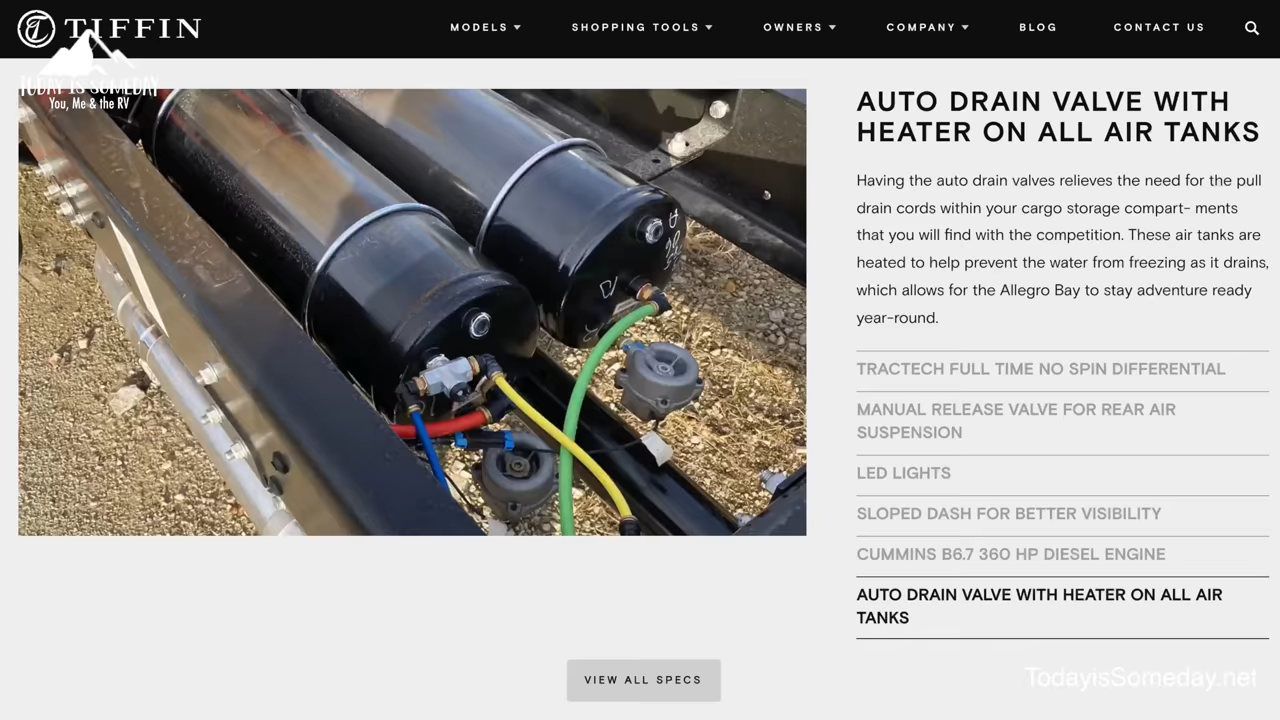 TIFFIN
MODELS
SHOPPING TOOLS
OWNERS
COMPANY
BLOG
CONTACT US
TODAY IS SOMEDAY
You, Me & the RV
AUTO DRAIN VALVE WITH
HEATER ON ALL AIR TANKS
Having the auto drain valves relieves the need for the pull
drain cords within your cargo storage compart- ments
that you will find with the competition. These air tanks are
heated to help prevent the water from freezing as it drains,
which allows for the Allegro Bay to stay adventure ready
year-round.
TRACTECH FULL TIME NO SPIN DIFFERENTIAL
MANUAL RELEASE VALVE FOR REAR AIR
SUSPENSION
LED LIGHTS
SLOPED DASH FOR BETTER VISIBILITY
CUMMINS B6.7 360 HP DIESEL ENGINE
AUTO DRAIN VALVE WITH HEATER ON ALL AIR
TANKS
VIEW ALL SPECS
TodayisSomeday.net